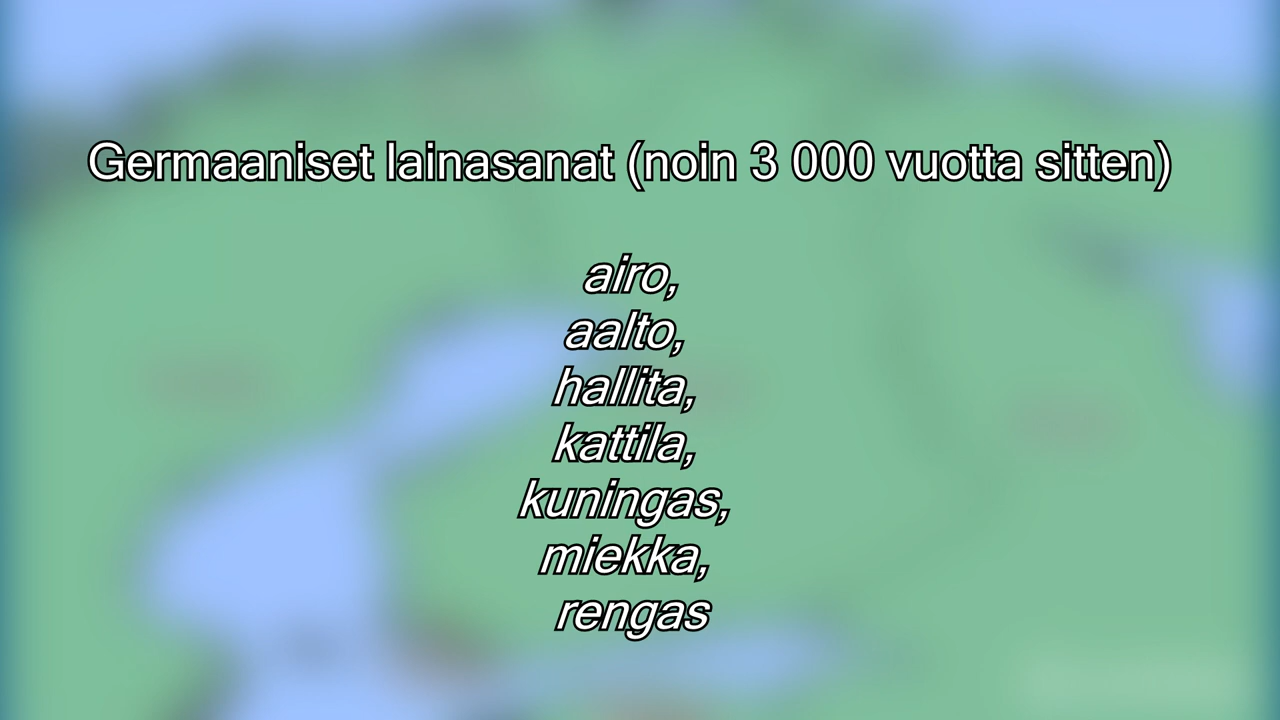 Germaaniset lainasanat (noin 3 000 vuotta sitten)
airo,
aalto,
hallita,
kattila,
kuningas,
miekka,
rengas